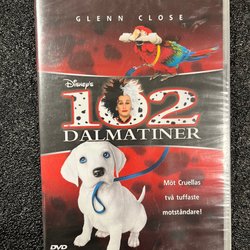 GLENN CLOSE
Disney's
102
DALMATINER
Möt Cruellas
två tuffaste
motståndare!
DVD